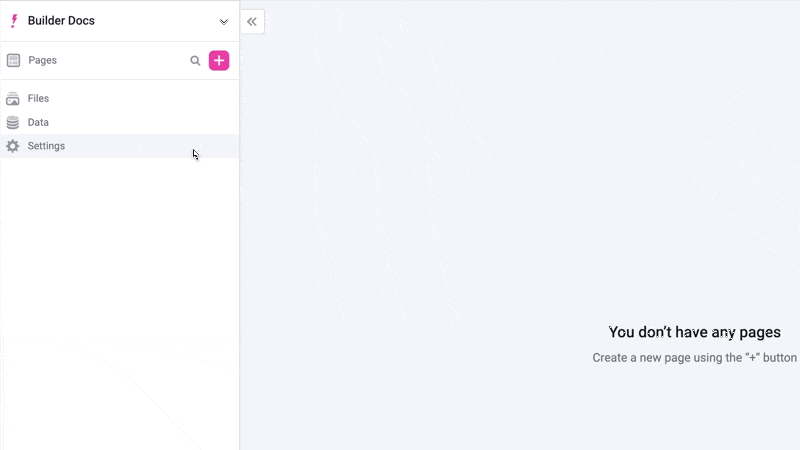 Builder Docs
Pages
Files
Data
Settings
You don't have any pages
Create a new page using the "+" button